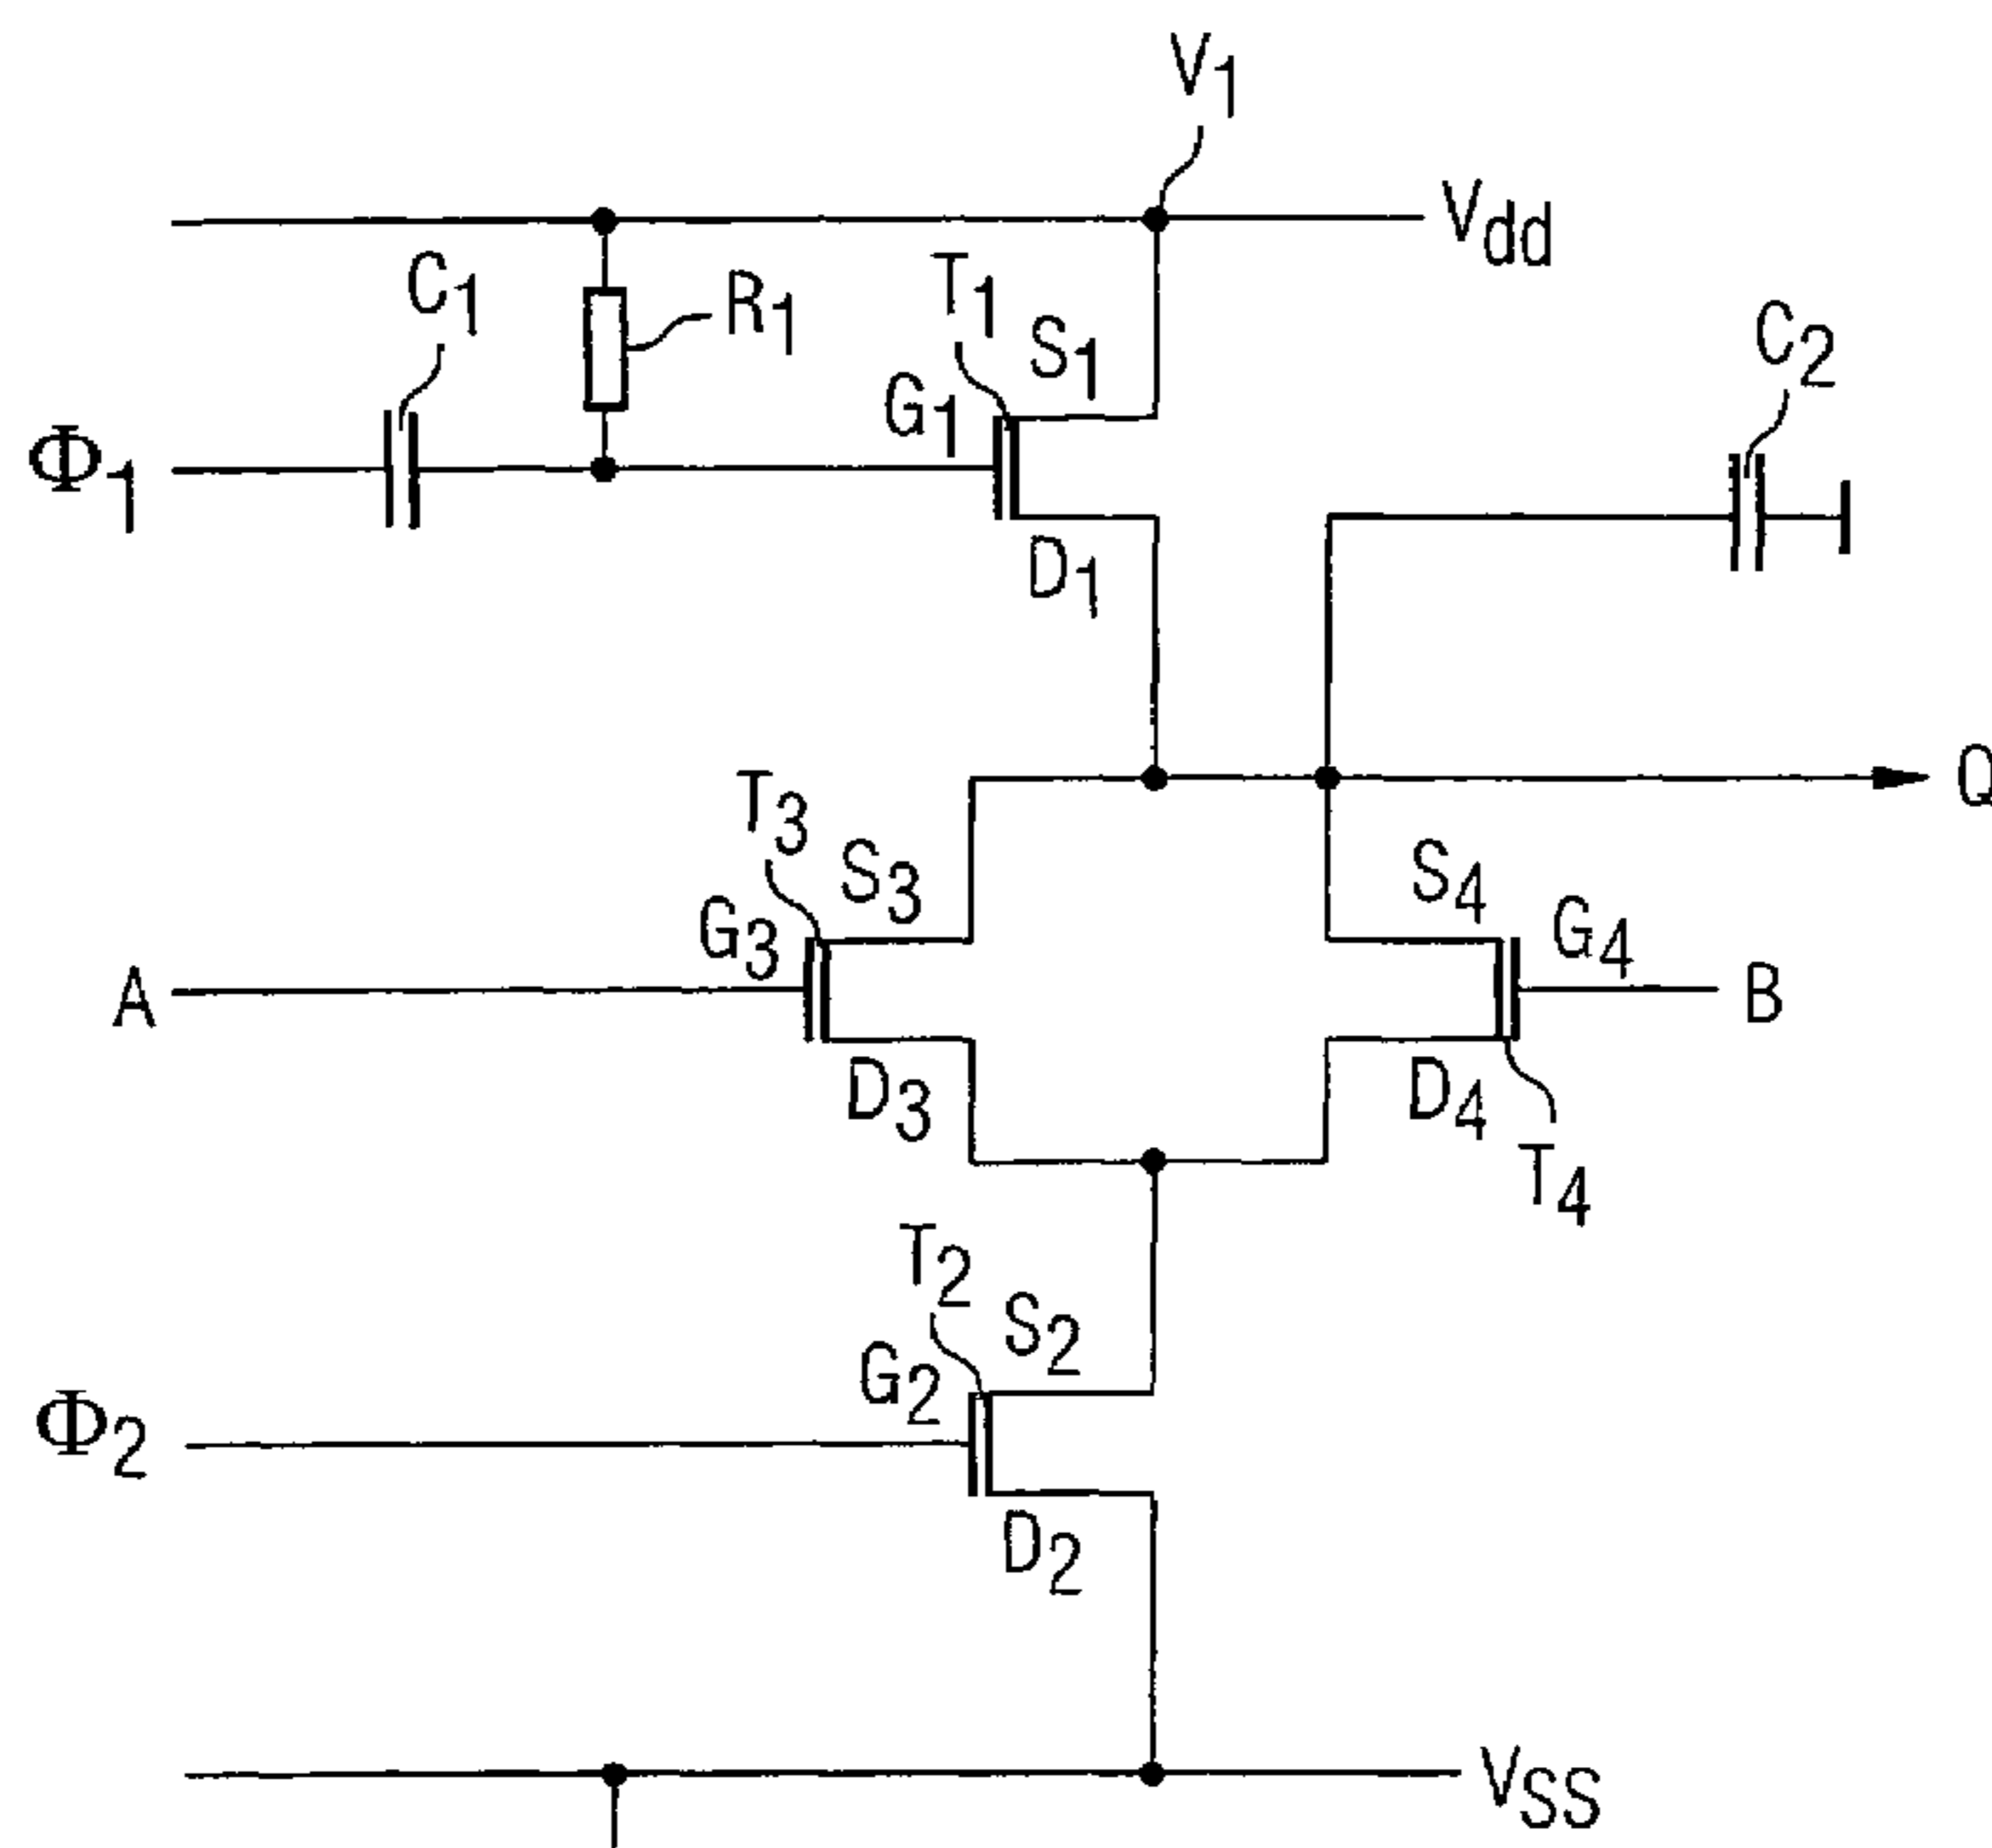 V1
Vdd
C1
R1
T1
S1
C2
G1
Φ1
D1
Q
T3
S3
S4
G3
G4
A
B
D3
D4
T4
T2
S2
G2
Φ2
D2
VSS